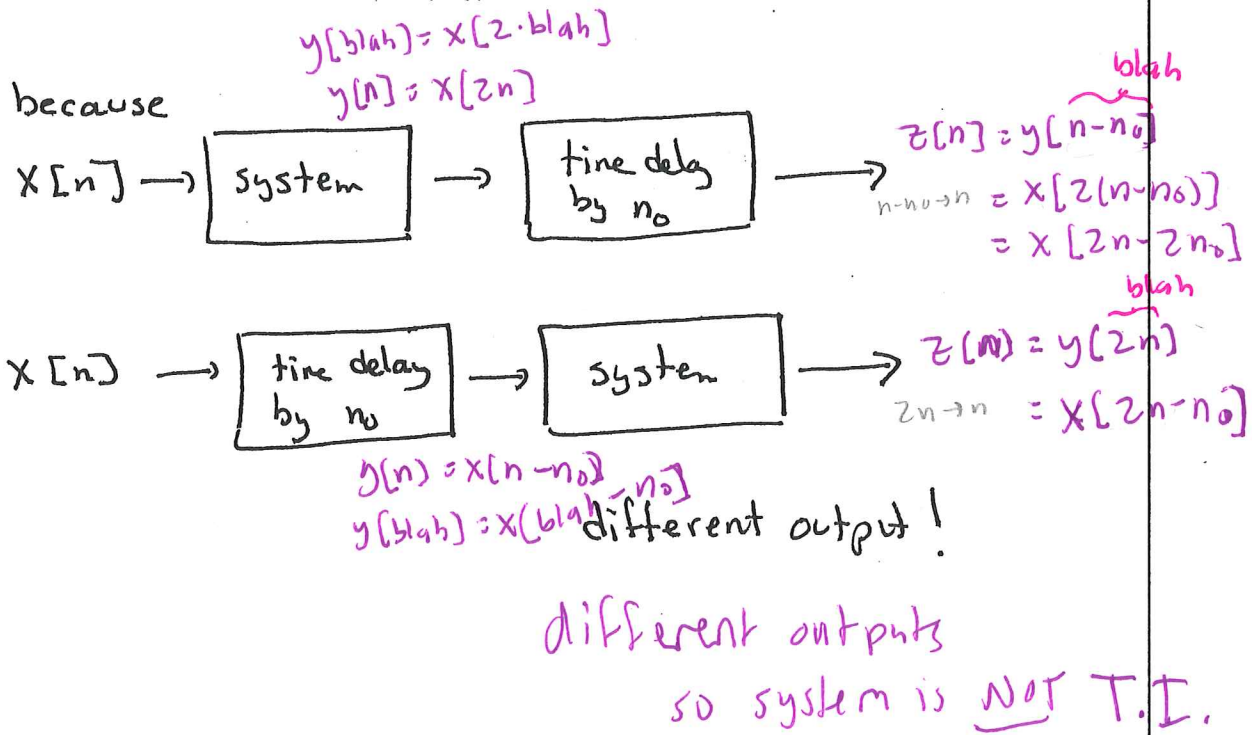 y[blah] = x[2·blah]
y[n] = x[2n]
because
blah
x[n] → system → time delay by n₀ → z[n] = y[n-n₀]
n-n₀→n = x[2(n-n₀)]
= x[2n-2n₀]
blah
x[n] → time delay by n₀ → system → z[n] = y[2n]
2n→n = x[2n-n₀]
y[n] = x[n-n₀]
y[blah] = x[blah-n₀]
different output!
different outputs
so system is NOT T.I.